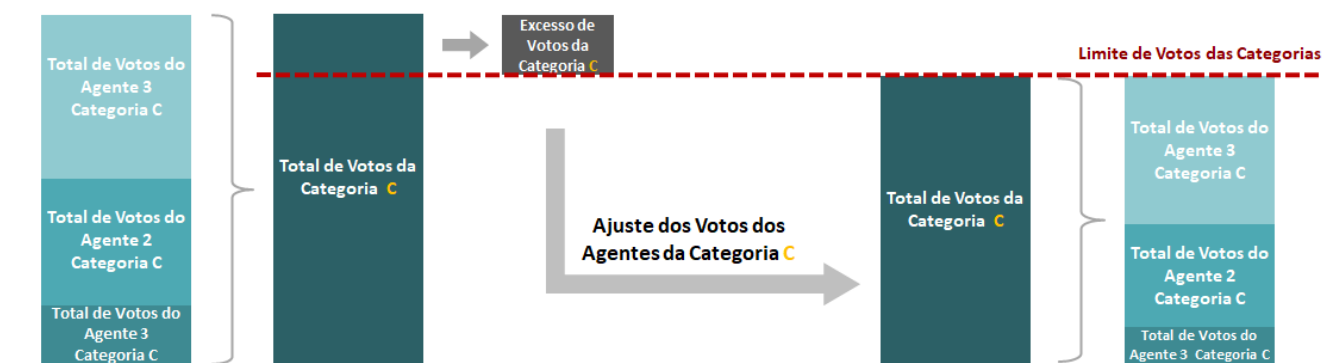 Total de Votos do
Agente 3
Categoria C
Total de Votos do
Agente 2
Categoria C
Total de Votos do
Agente 3
Categoria C
Total de Votos da
Categoria C
Excesso de
Votos da
Categoria C
Ajuste dos Votos dos
Agentes da Categoria C
Total de Votos da
Categoria C
Limite de Votos das Categorias
Total de Votos do
Agente 3
Categoria C
Total de Votos do
Agente 2
Categoria C
Total de Votos do
Agente 3 Categoria C